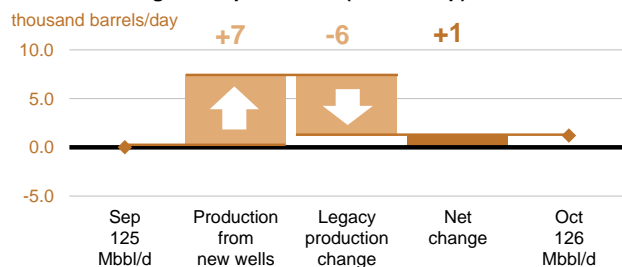 thousand barrels/day
+7 -6 +1
10.0
5.0
0.0
-5.0
Sep
125
Mbbl/d
Production
from
new wells
Legacy
production
change
Net
change
Oct
126
Mbbl/d